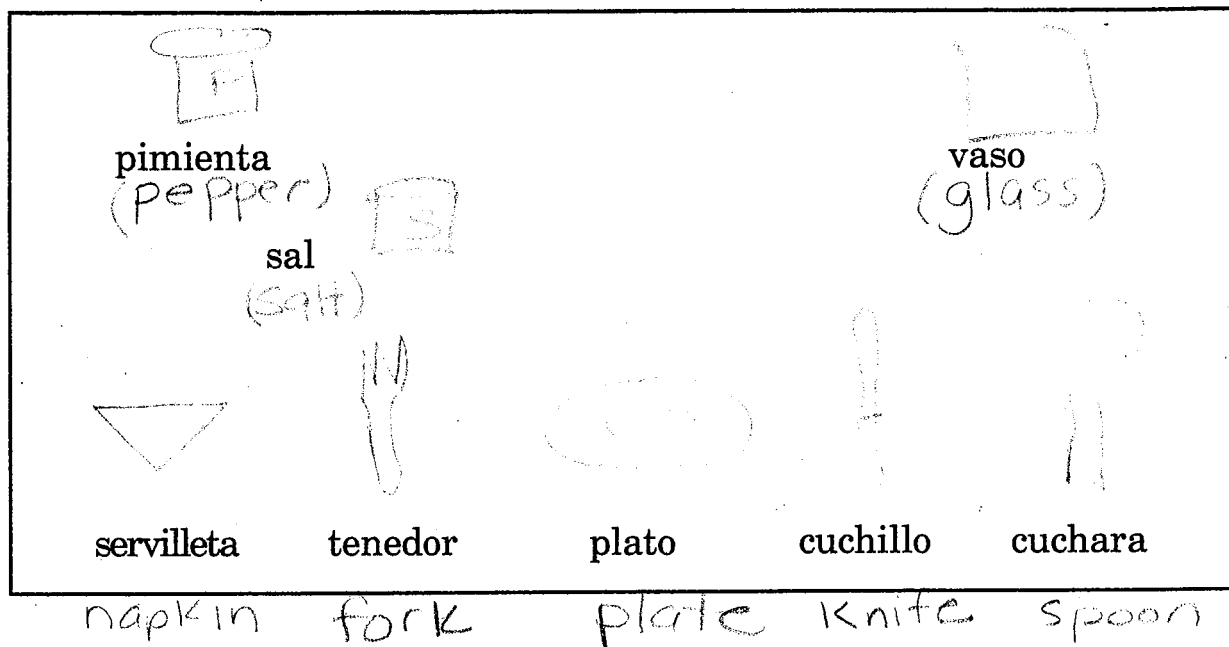 P
pimienta
(pepper)
vaso
(glass)
S
sal
(salt)
servilleta tenedor plato cuchillo cuchara
napkin fork plate knife spoon